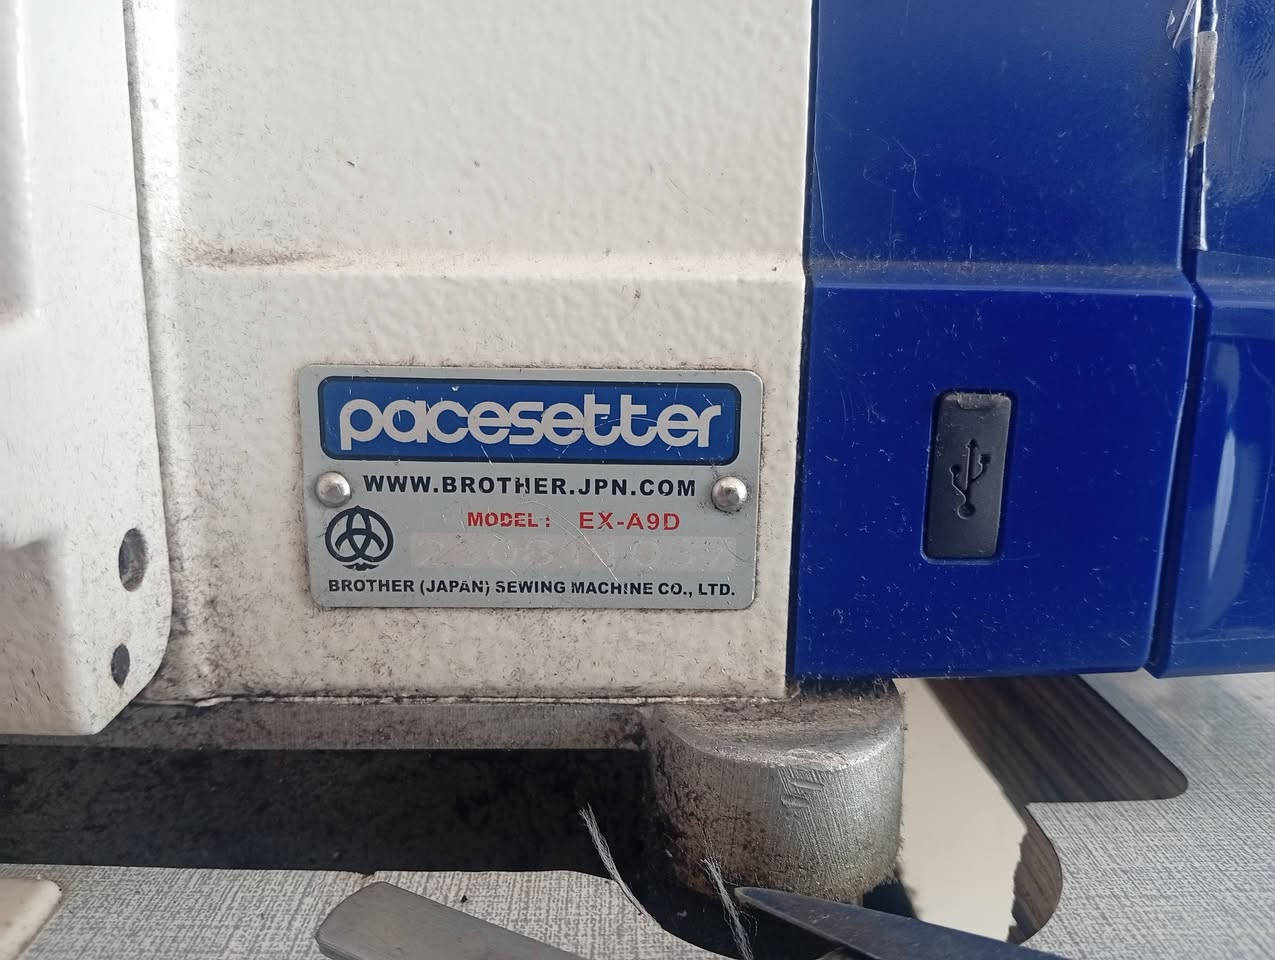 pacesetter
WWW.BROTHER.JPN.COM
MODEL: EX-A9D
BROTHER (JAPAN) SEWING MACHINE CO., LTD.